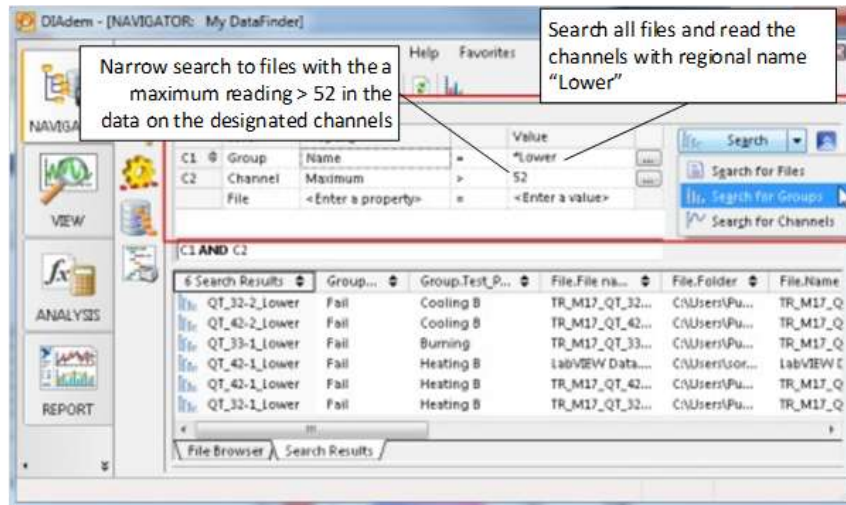 DIAdem - [NAVIGATOR: My DataFinder]
Search all files and read the
channels with regional name
“Lower”
Narrow search to files with the a
maximum reading > 52 in the
data on the designated channels
Help Favorites
NAVIGA
VIEW
ANALYSIS
REPORT
Value
C1 Group Name = *Lower ...
C2 Channel Maximum > 52 ...
File <Enter a property> = <Enter a value>
Search
Search for Files
Search for Groups
Search for Channels
C1 AND C2
6 Search Results Group... Group.Test_P... File.File na... File.Folder File.Name
QT_32-2_Lower Fail Cooling B TR_M17_QT_32... C:\Users\Pu... TR_M17_Q
QT_42-2_Lower Fail Cooling B TR_M17_QT_42... C:\Users\Pu... TR_M17_Q
QT_33-1_Lower Fail Burning TR_M17_QT_33... C:\Users\Pu... TR_M17_Q
QT_42-1_Lower Fail Heating B LabVIEW Data.... C:\Users\sor... LabVIEW
QT_42-1_Lower Fail Heating B TR_M17_QT_42... C:\Users\Pu... TR_M17_Q
QT_32-1_Lower Fail Heating B TR_M17_QT_32... C:\Users\Pu... TR_M17_Q
File Browser Search Results